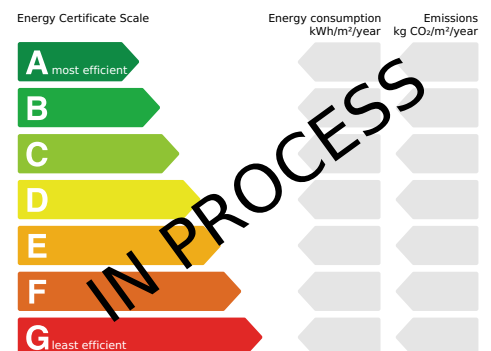 Energy Certificate Scale
Energy consumption
kWh/m²/year
Emissions
kg CO₂/m²/year
A most efficient
B
C
D
E
F
G least efficient
IN PROCESS